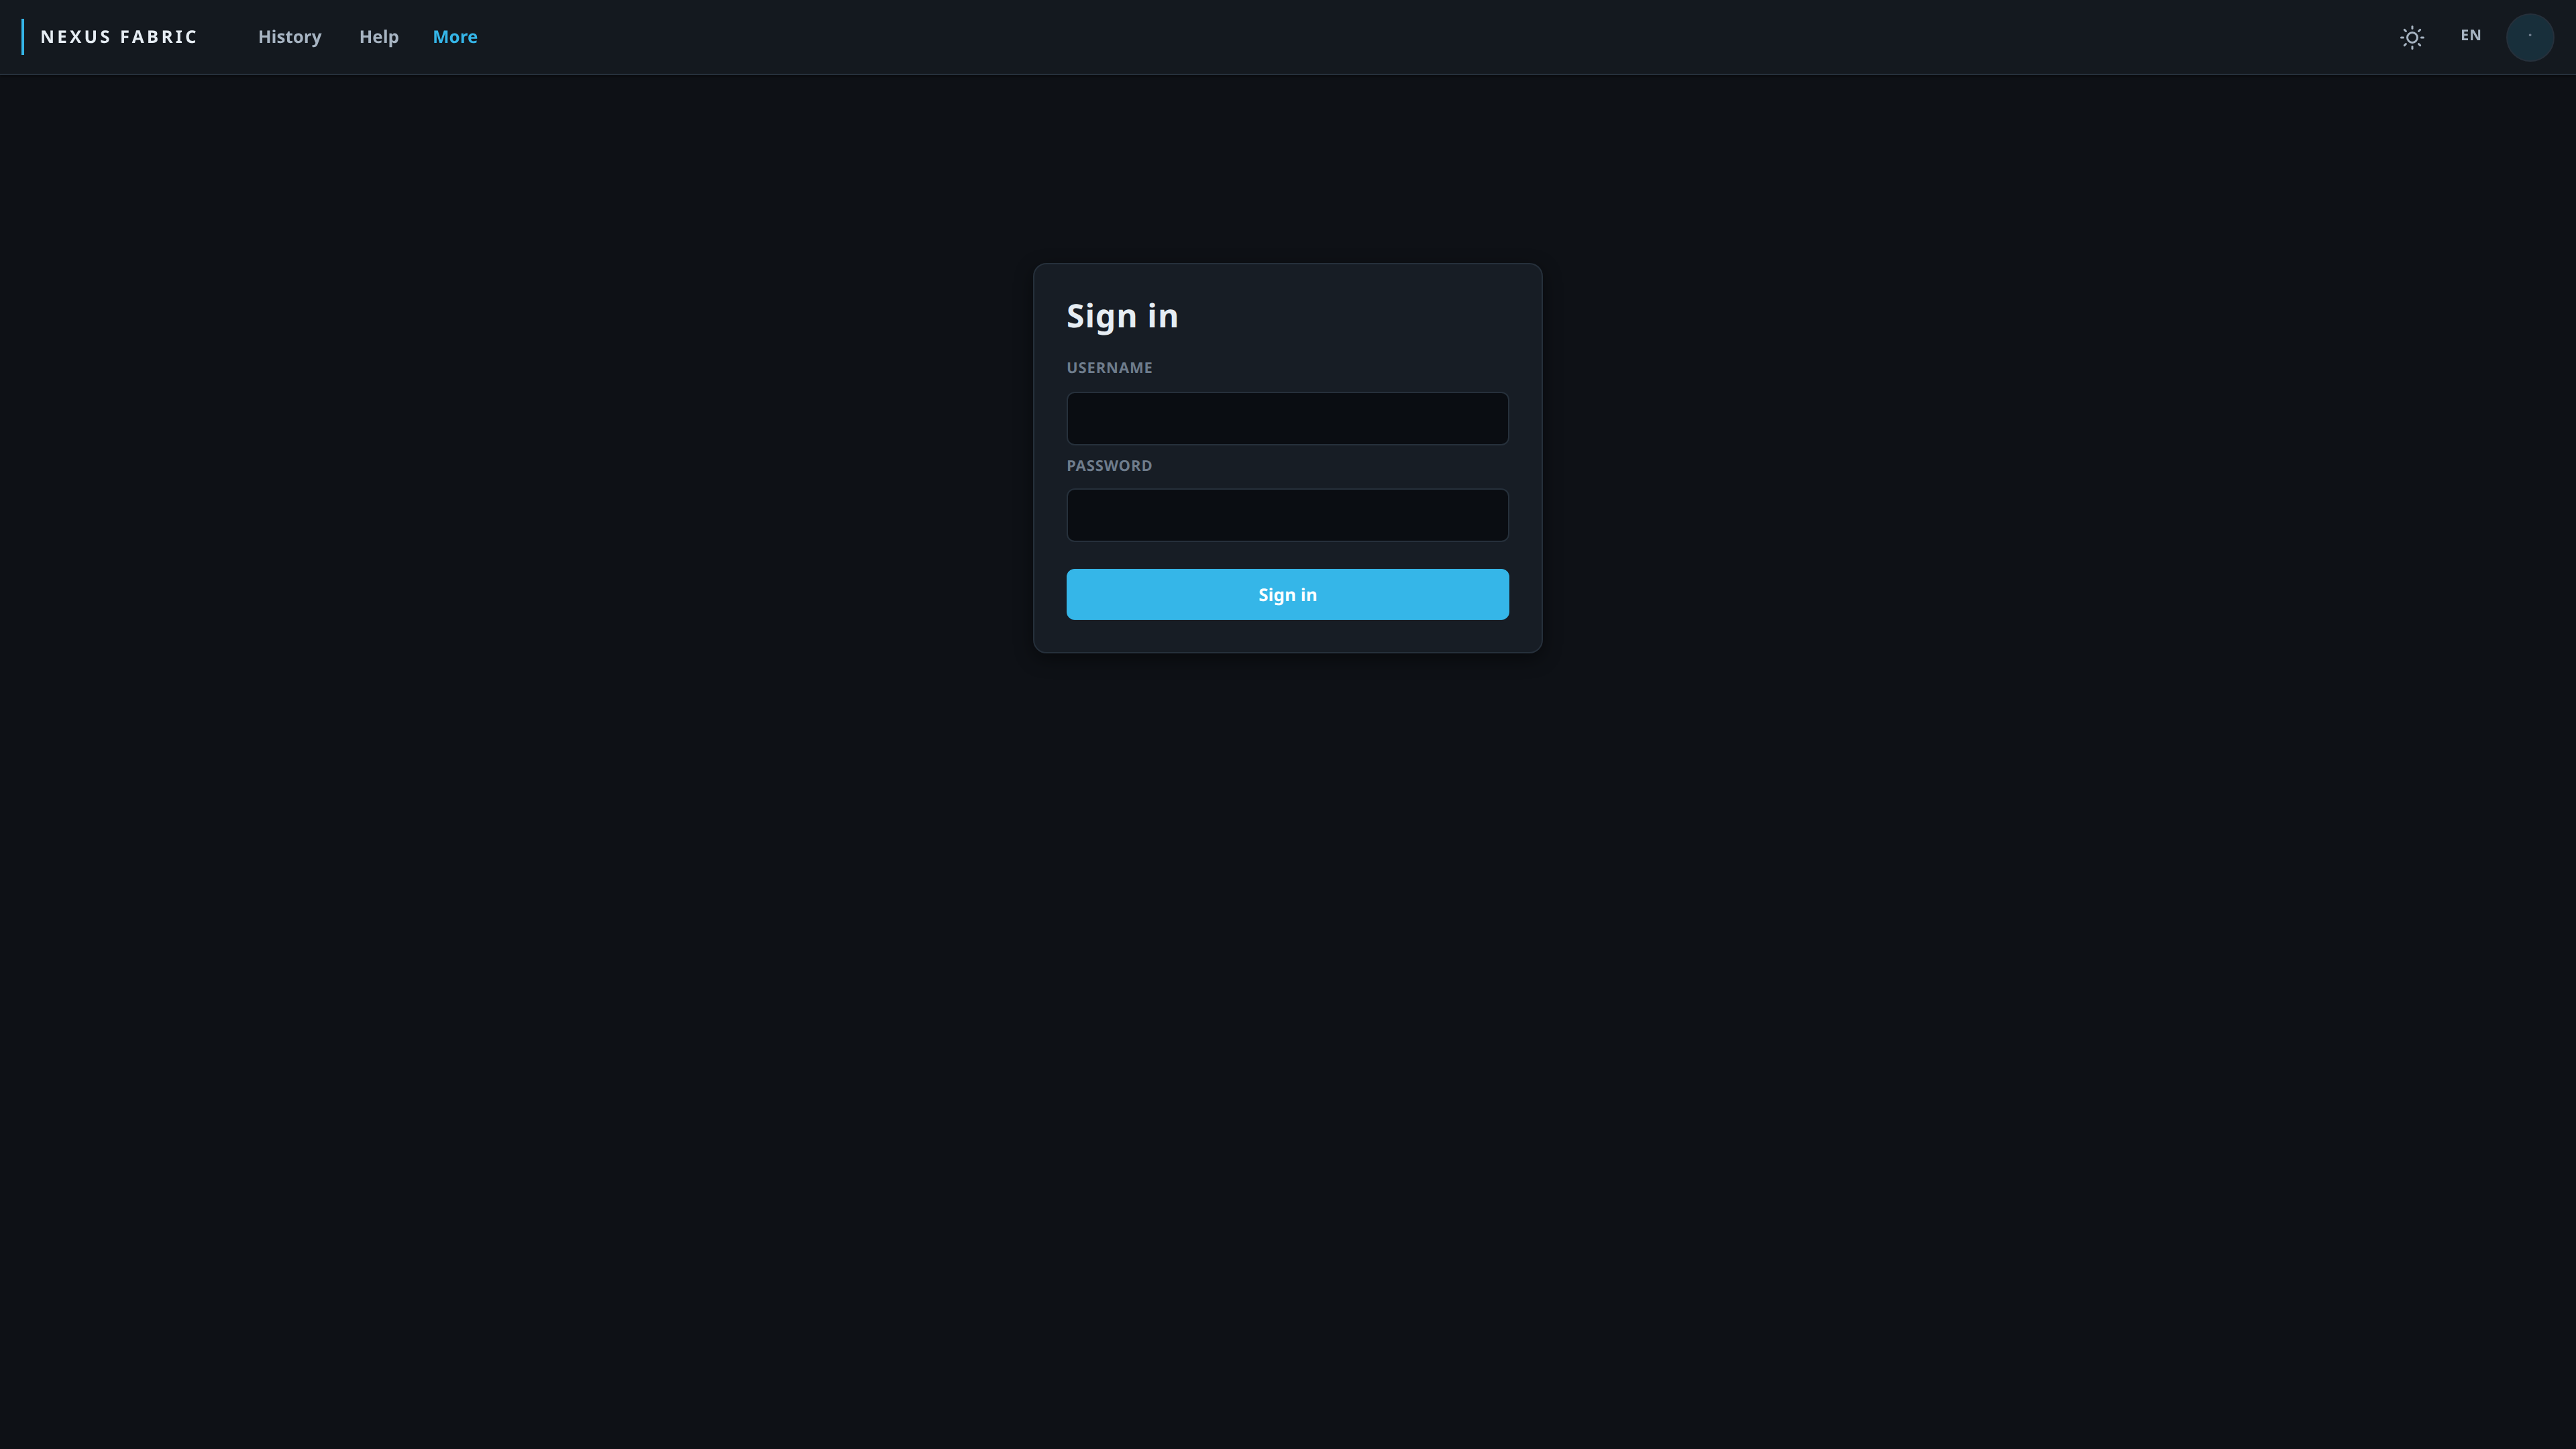 NEXUS FABRIC
History
Help
More
EN
Sign in
USERNAME
PASSWORD
Sign in